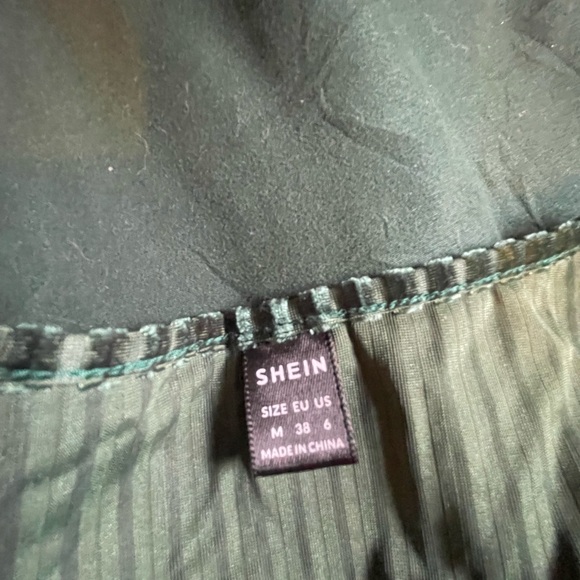 SHEIN
SIZE EU US
M 38 6
MADE IN CHINA